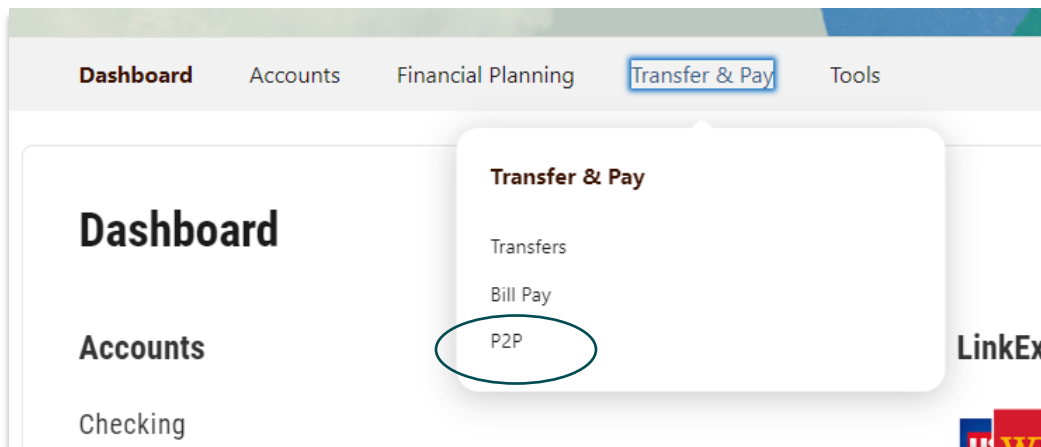 Dashboard Accounts Financial Planning Transfer & Pay Tools
Transfer & Pay
Dashboard
Transfers
Bill Pay
P2P
Accounts
LinkEx
Checking